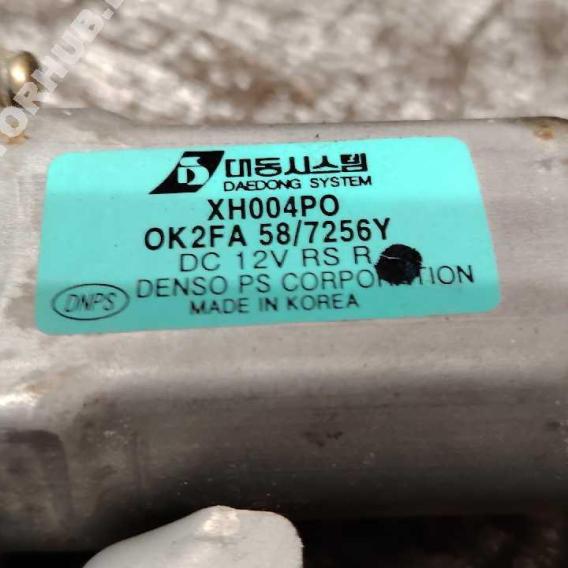 대동시스템
DAEDONG SYSTEM
XH004PO
OK2FA 58/7256Y
DC 12V RS R
DNPS
DENSO PS CORPORATION
MADE IN KOREA